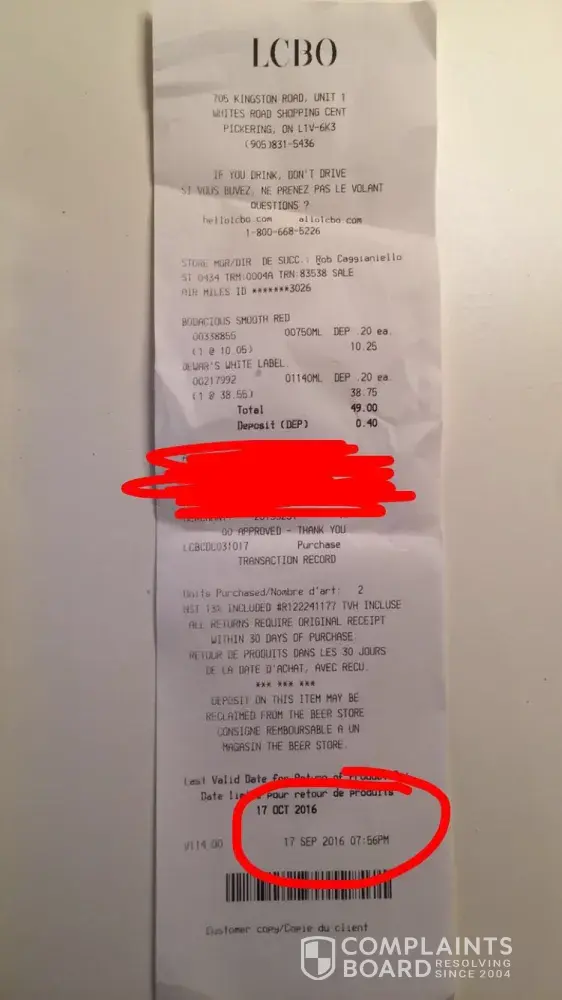 LCBO
705 KINGSTON ROAD, UNIT 1
WHITES ROAD SHOPPING CENT
PICKERING, ON L1V-6K3
(905)831-5436
IF YOU DRINK, DON'T DRIVE
SI VOUS BUVEZ, NE PRENEZ PAS LE VOLANT
QUESTIONS ?
hellolcbo.com allolcbo.com
1-800-668-5226
STORE MGR/DIR DE SUCC.: Rob Caggianiello
ST 0434 TRM:0004A TRN:83538 SALE
AIR MILES ID *******3026
BODACIOUS SMOOTH RED
00338855 00750ML DEP .20 ea.
(1 @ 10.05) 10.25
DEWAR'S WHITE LABEL
00217992 01140ML DEP .20 ea
(1 @ 38.55) 38.75
Total 49.00
Deposit (DEP) 0.40
00 APPROVED - THANK YOU
LCBCDC031017 Purchase
TRANSACTION RECORD
Units Purchased/Nombre d'art: 2
HST 13% INCLUDED #R122241177 TVH INCLUSE
ALL RETURNS REQUIRE ORIGINAL RECEIPT
WITHIN 30 DAYS OF PURCHASE.
RETOUR DE PRODUITS DANS LES 30 JOURS
DE LA DATE D'ACHAT, AVEC RECU.
*** *** ***
DEPOSIT ON THIS ITEM MAY BE
RECLAIMED FROM THE BEER STORE
CONSIGNE REMBOURSABLE A UN
MAGASIN THE BEER STORE.
Last Valid Date for Return of Product
Date limite pour retour de produits
17 OCT 2016
V114.00 17 SEP 2016 07:56PM
Customer copy/Copie du client
COMPLAINTS
BOARD RESOLVING
SINCE 2004